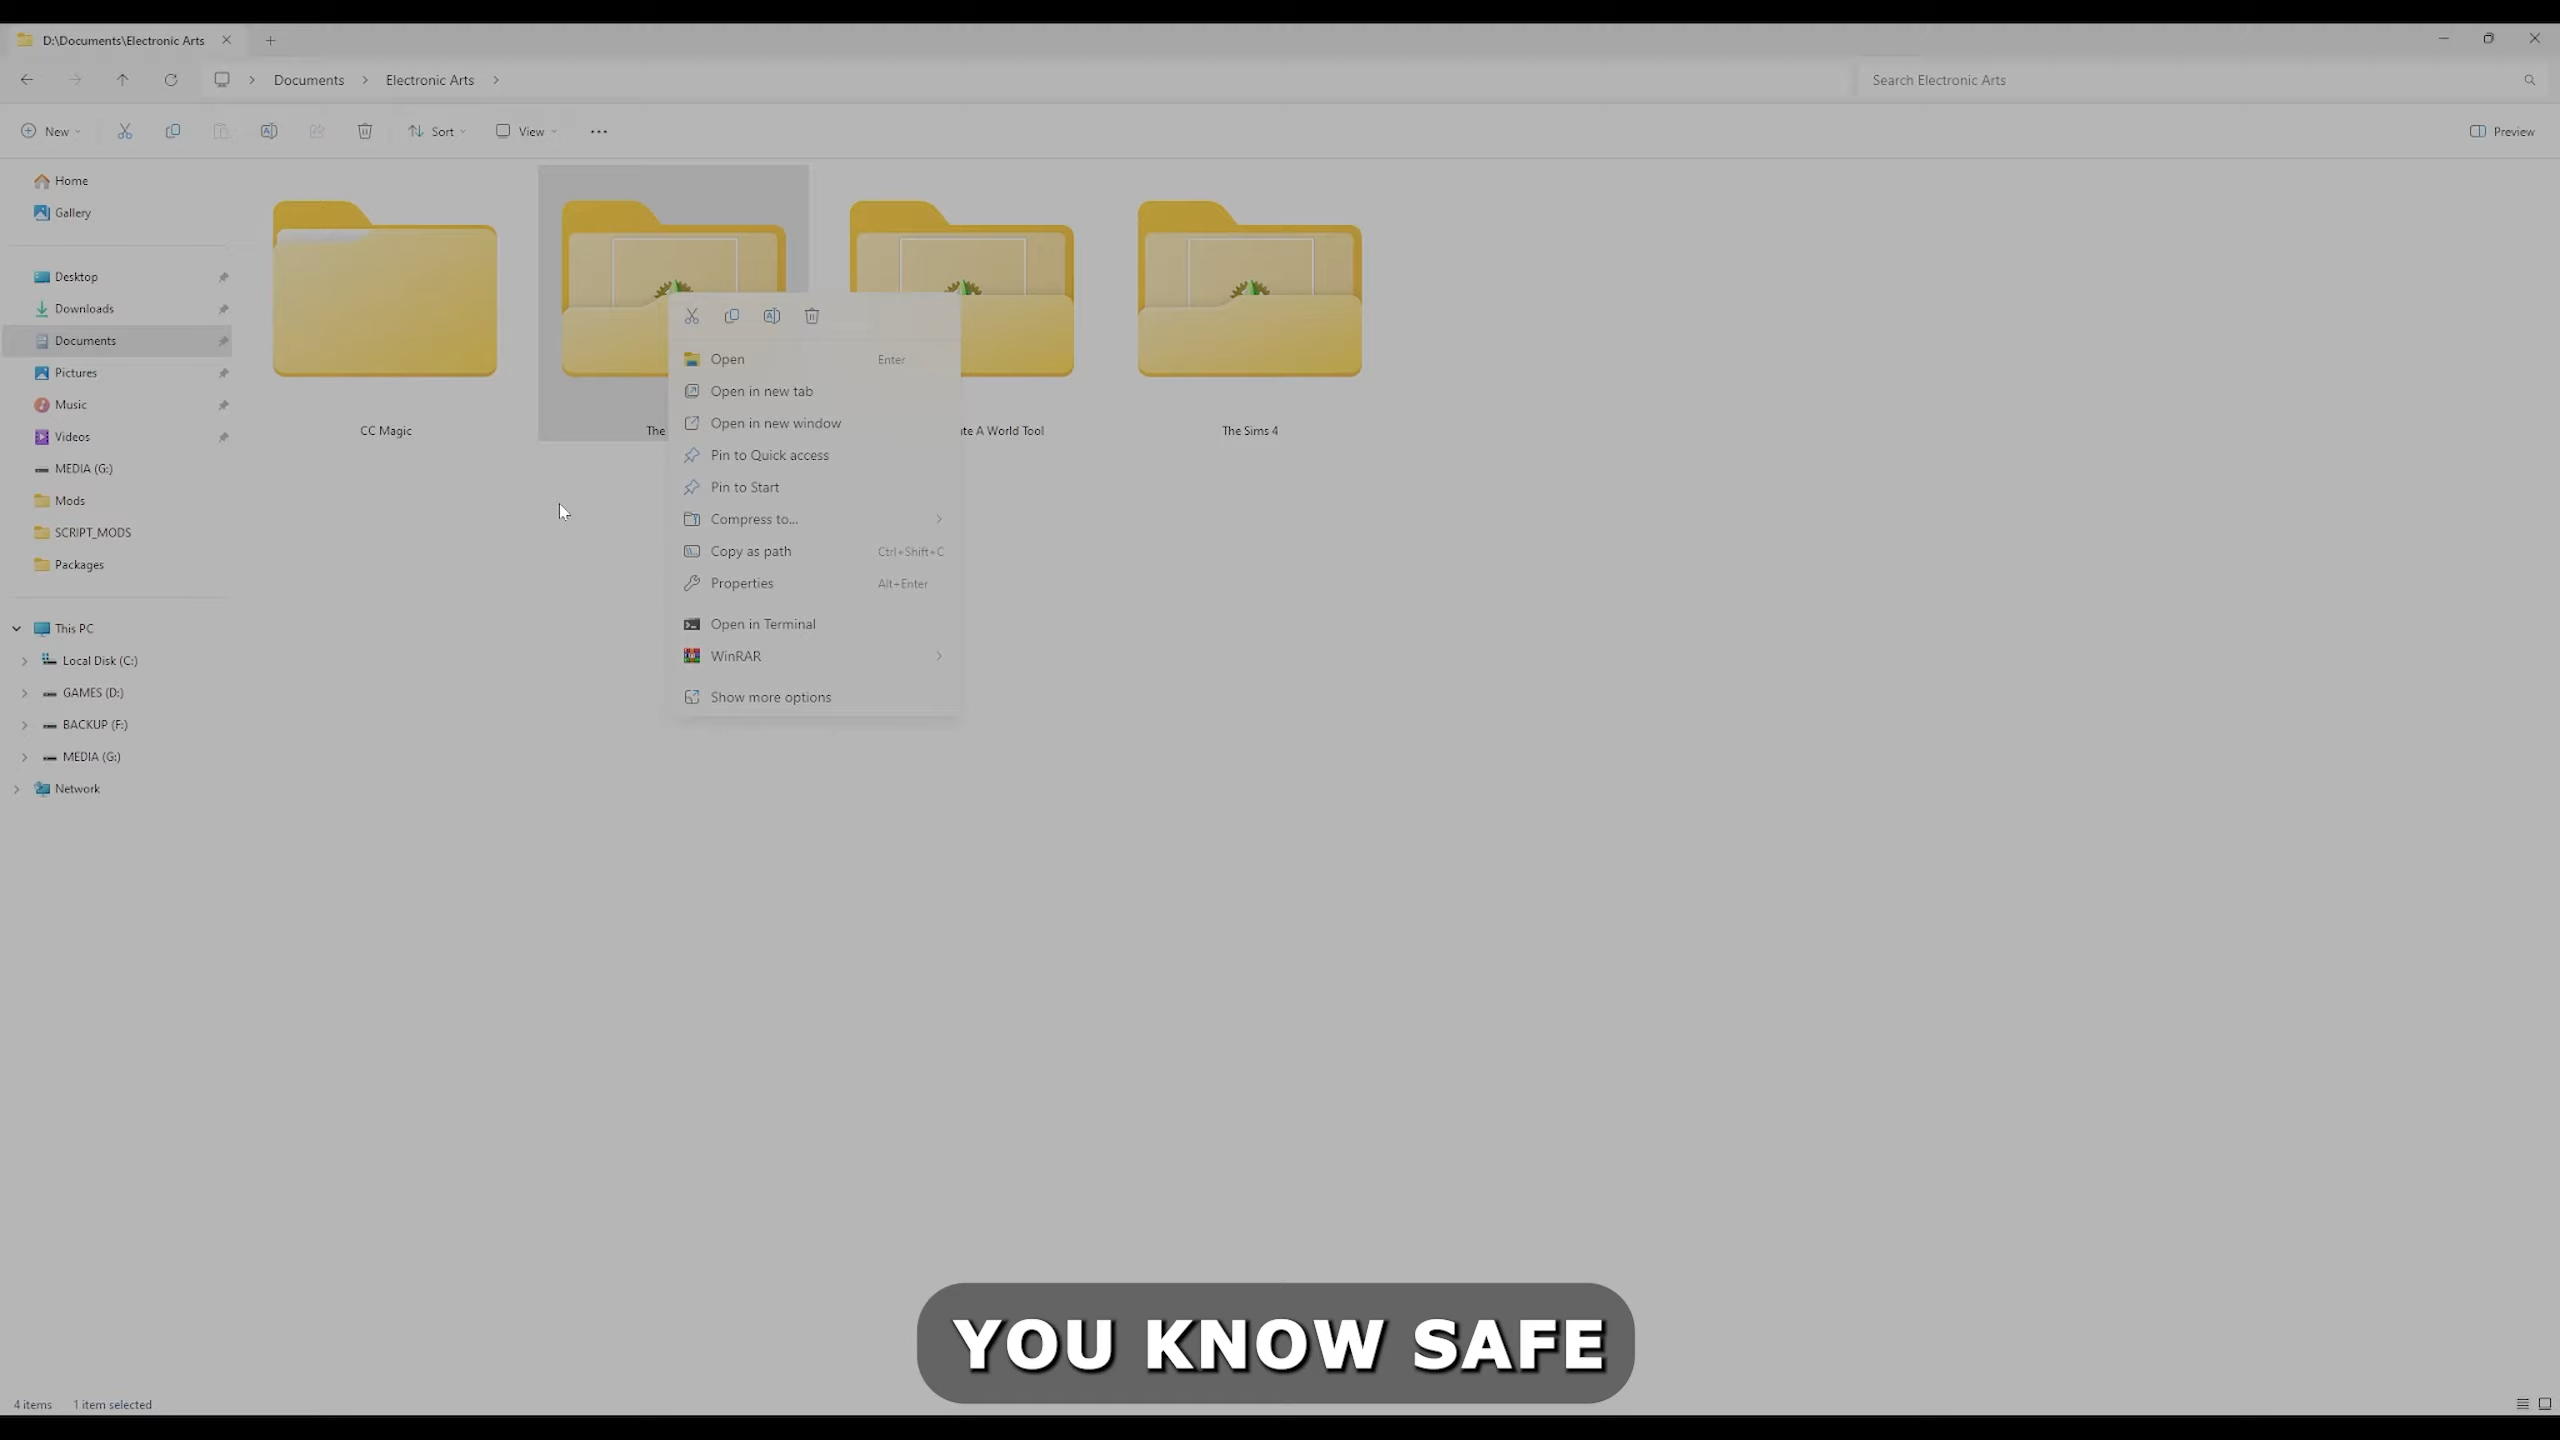 D:\Documents\Electronic Arts
Documents
Electronic Arts
Search Electronic Arts
New
Sort
View
Preview
Home
Gallery
Desktop
Downloads
Documents
Pictures
Music
Videos
MEDIA (G:)
Mods
SCRIPT_MODS
Packages
This PC
Local Disk (C:)
GAMES (D:)
BACKUP (F:)
MEDIA (G:)
Network
CC Magic
The
te A World Tool
The Sims 4
Open Enter
Open in new tab
Open in new window
Pin to Quick access
Pin to Start
Compress to...
Copy as path Ctrl+Shift+C
Properties Alt+Enter
Open in Terminal
WinRAR
Show more options
YOU KNOW SAFE
4 items 1 item selected